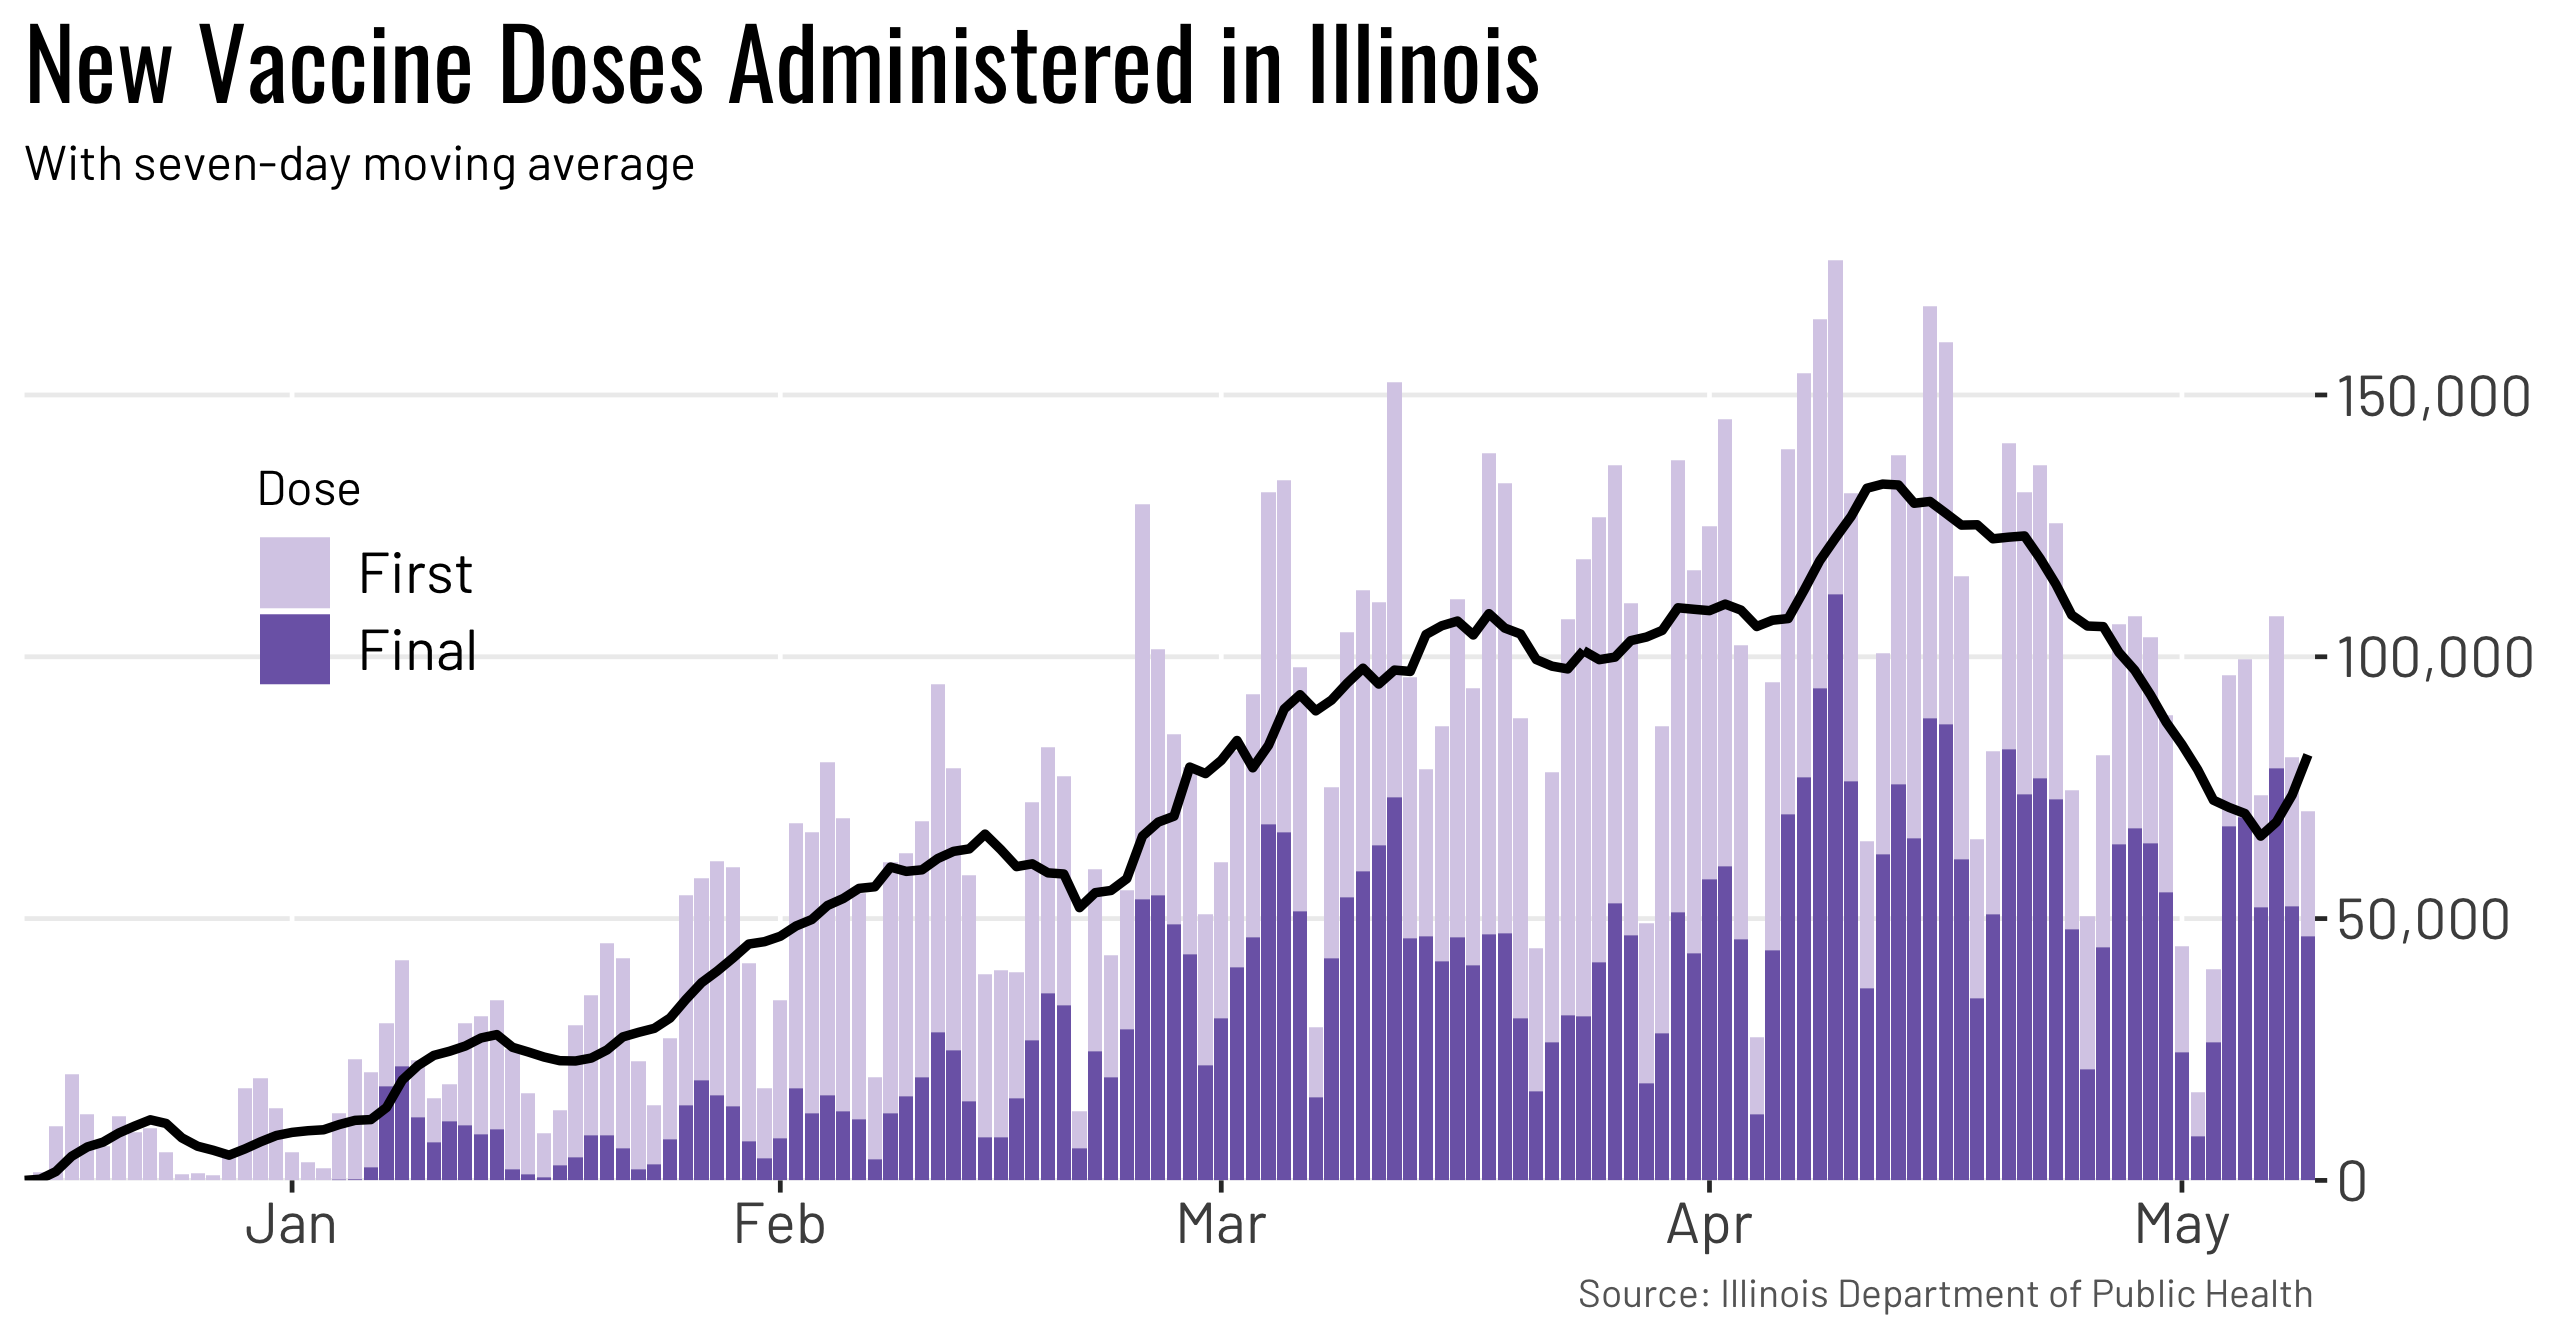 New Vaccine Doses Administered in Illinois
With seven-day moving average
150,000
Dose
First
Final
100,000
50,000
0
Jan Feb Mar Apr May
Source: Illinois Department of Public Health